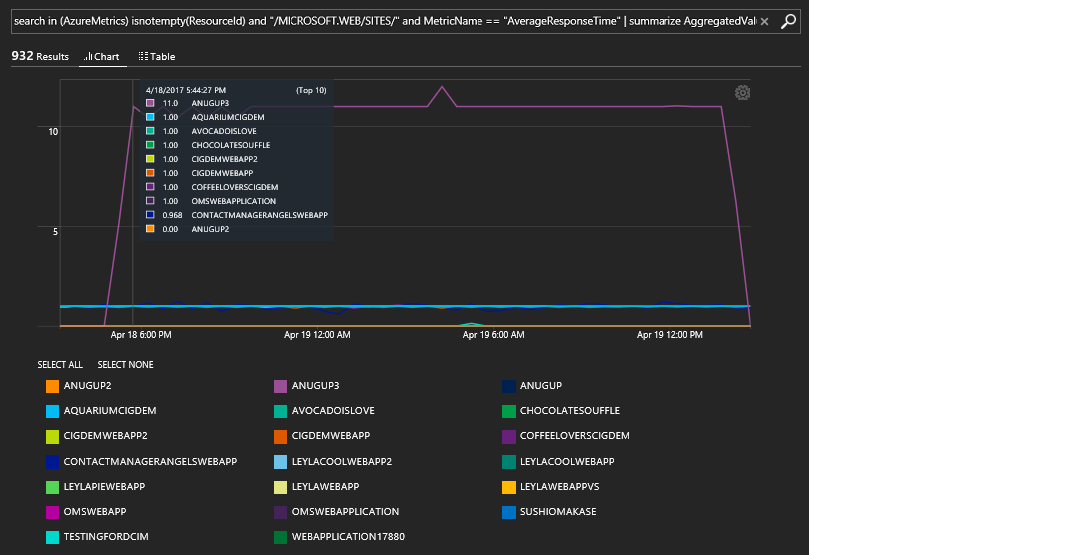 search in (AzureMetrics) isnotempty(ResourceId) and "/MICROSOFT.WEB/SITES/" and MetricName == "AverageResponseTime" | summarize AggregatedVal
932 Results Chart Table
4/18/2017 5:44:27 PM (Top 10)
11.0 ANUGUP3
1.00 AQUARIUMCIGDEM
1.00 AVOCADOISLOVE
1.00 CHOCOLATESOUFFLE
1.00 CIGDEMWEBAPP2
1.00 CIGDEMWEBAPP
1.00 COFFEELOVERSCIGDEM
1.00 OMSWEBAPPLICATION
0.968 CONTACTMANAGERANGELSWEBAPP
0.00 ANUGUP2
10
5
Apr 18 6:00 PM Apr 19 12:00 AM Apr 19 6:00 AM Apr 19 12:00 PM
SELECT ALL SELECT NONE
ANUGUP2 ANUGUP3 ANUGUP
AQUARIUMCIGDEM AVOCADOISLOVE CHOCOLATESOUFFLE
CIGDEMWEBAPP2 CIGDEMWEBAPP COFFEELOVERSCIGDEM
CONTACTMANAGERANGELSWEBAPP LEYLACOOLWEBAPP2 LEYLACOOLWEBAPP
LEYLAPIEWEBAPP LEYLAWEBAPP LEYLAWEBAPPVS
OMSWEBAPP OMSWEBAPPLICATION SUSHIOMAKASE
TESTINGFORDCIM WEBAPPLICATION17880